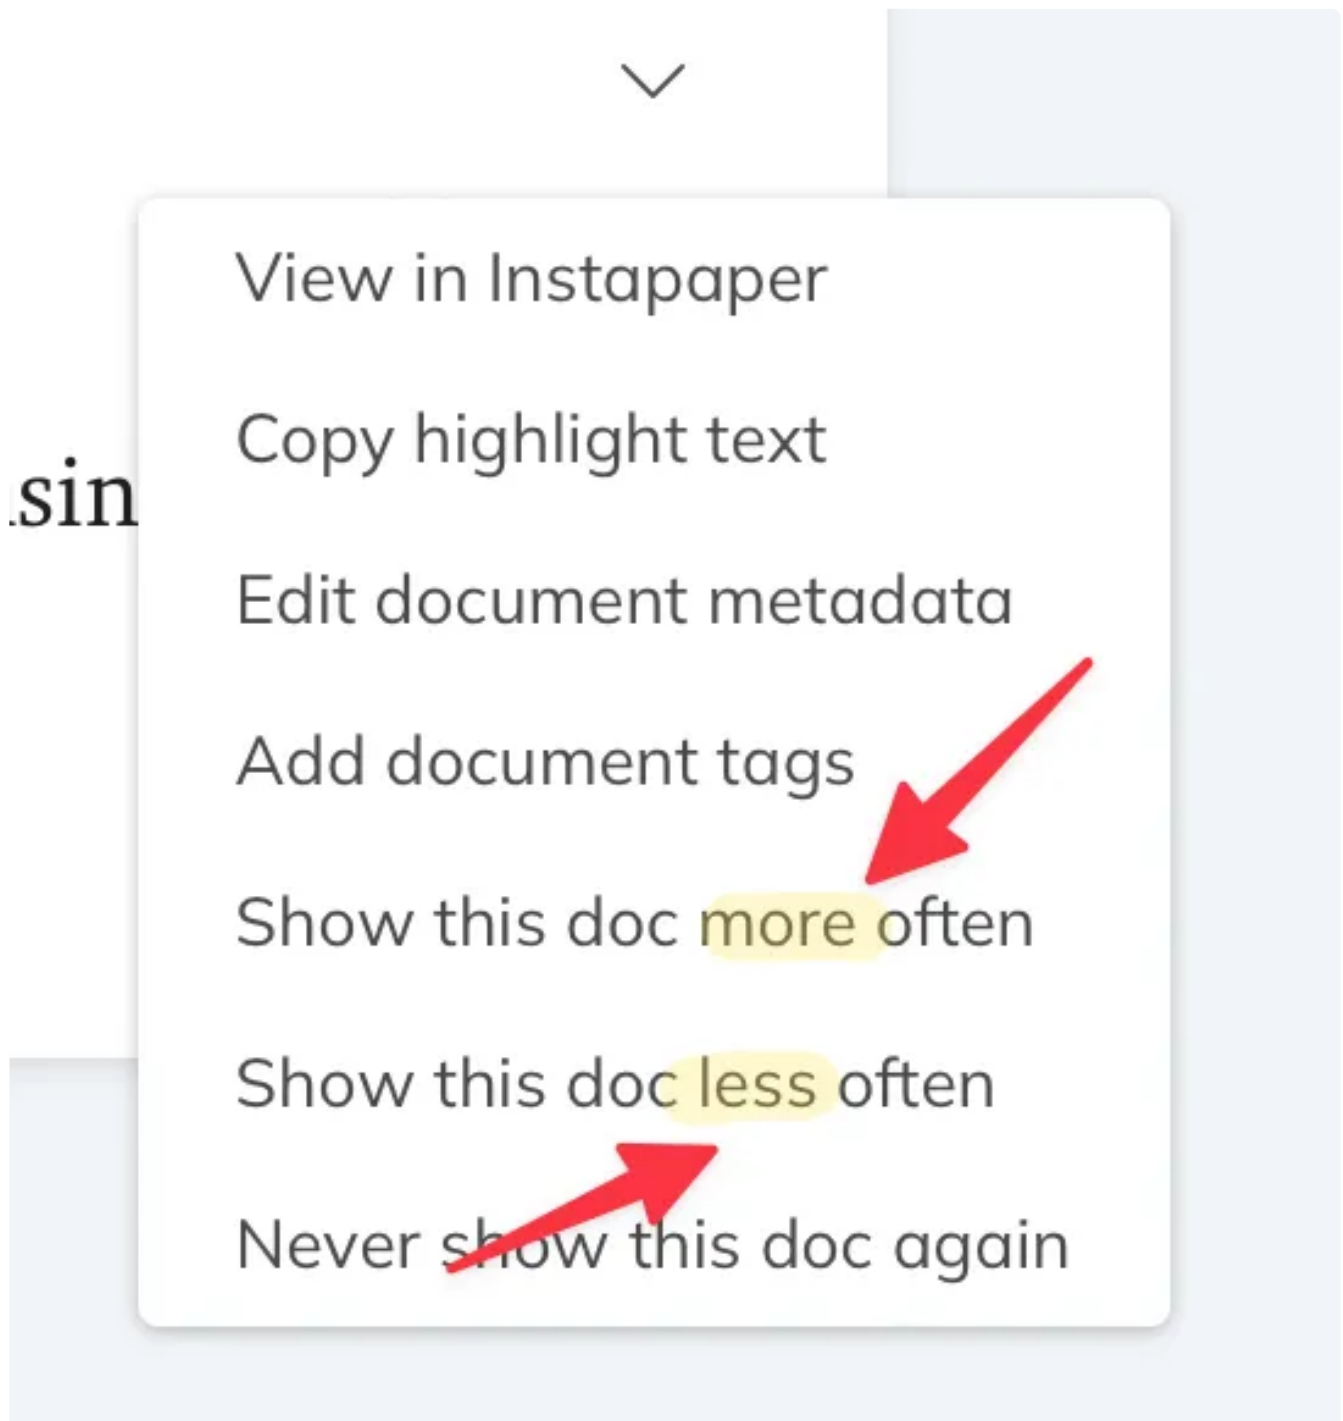 View in Instapaper
Copy highlight text
sin
Edit document metadata
Add document tags
Show this doc more often
Show this doc less often
Never show this doc again